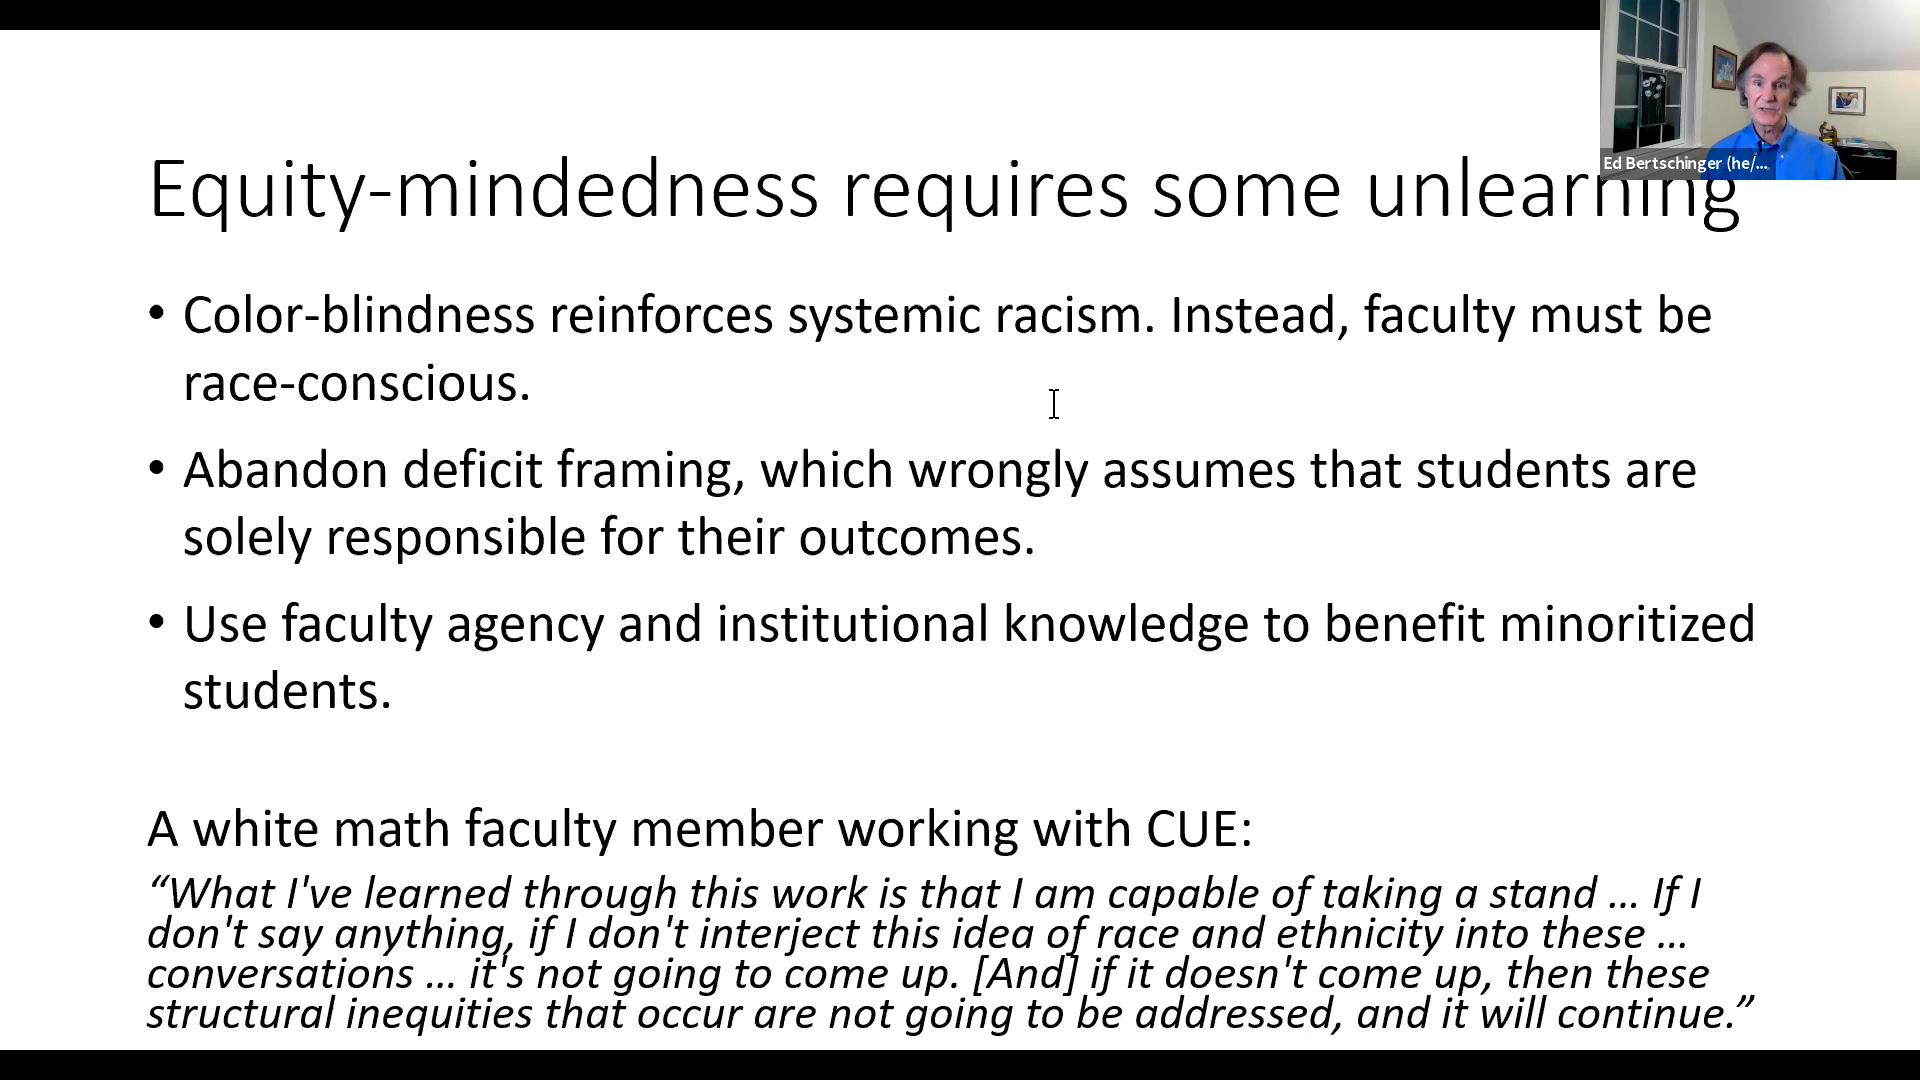 Ed Bertschinger (he/...
Equity-mindedness requires some unlearning
• Color-blindness reinforces systemic racism. Instead, faculty must be
race-conscious.
• Abandon deficit framing, which wrongly assumes that students are
solely responsible for their outcomes.
• Use faculty agency and institutional knowledge to benefit minoritized
students.
A white math faculty member working with CUE:
“What I've learned through this work is that I am capable of taking a stand … If I
don't say anything, if I don't interject this idea of race and ethnicity into these …
conversations … it's not going to come up. [And] if it doesn't come up, then these
structural inequities that occur are not going to be addressed, and it will continue.”